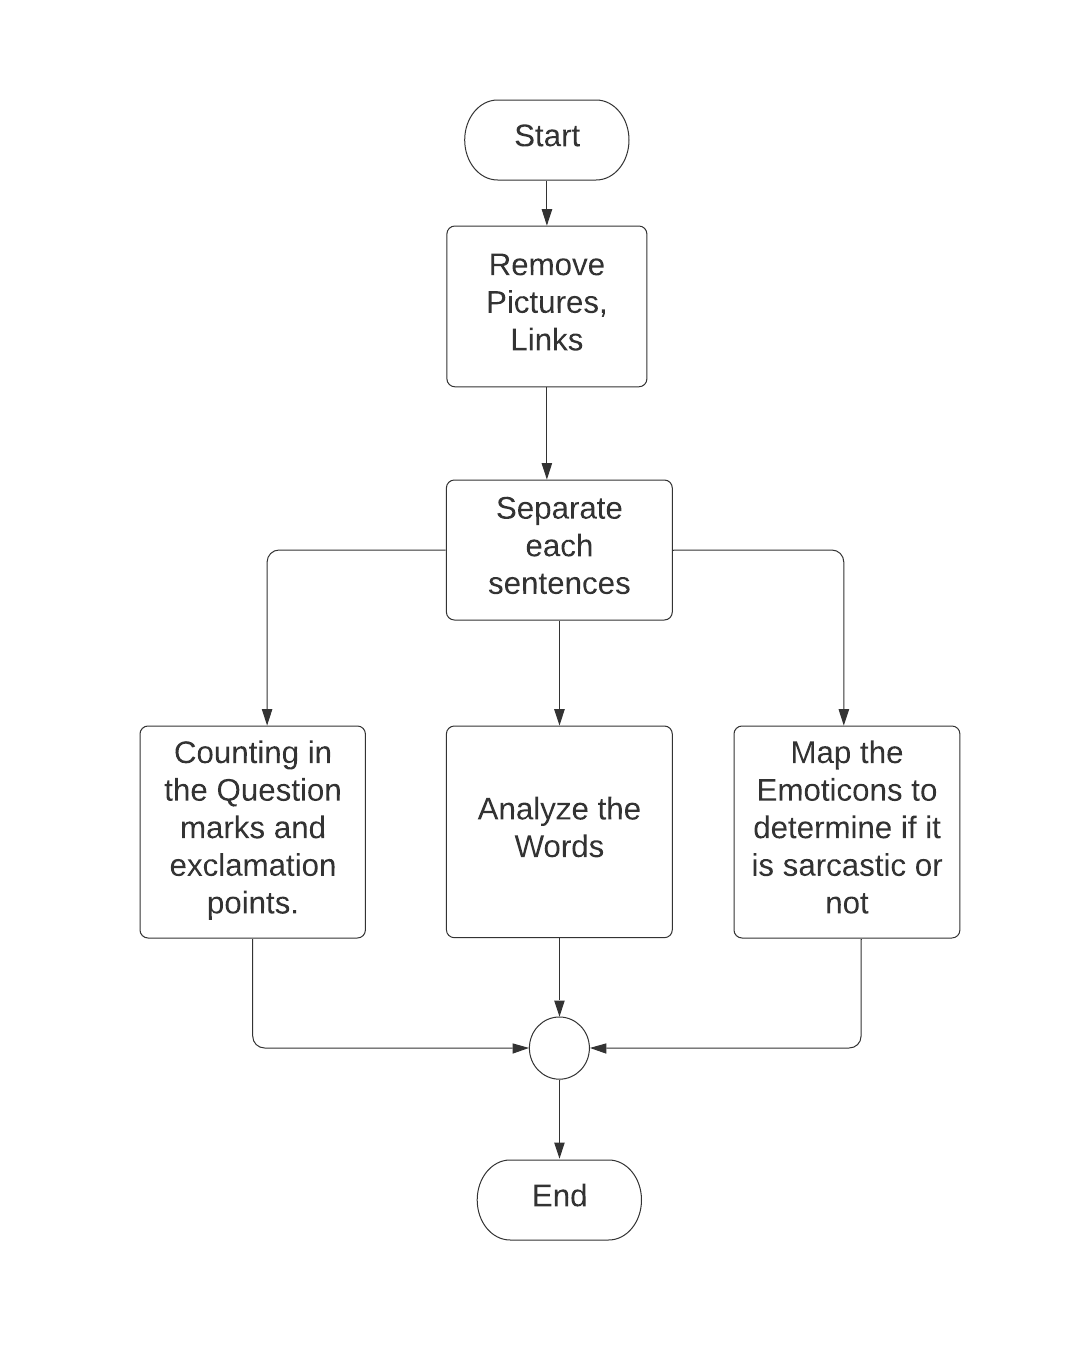 Start
Remove
Pictures,
Links
Separate
each
sentences
Counting in
the Question
marks and
exclamation
points.
Analyze the
Words
Map the
Emoticons to
determine if it
is sarcastic or
not
End